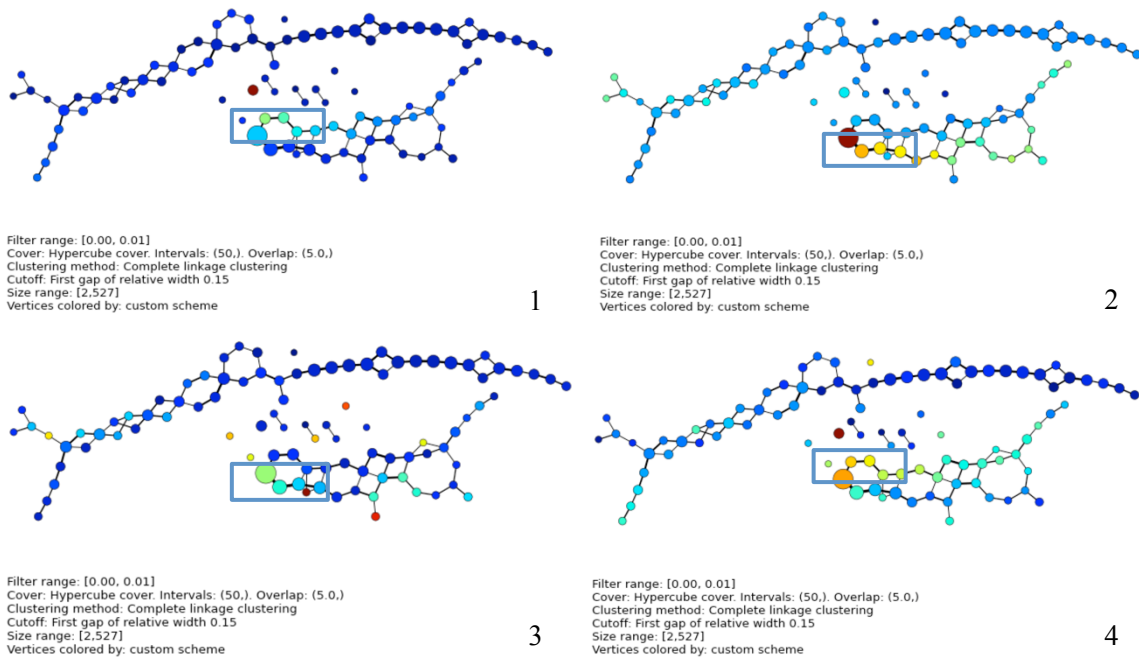 Filter range: [0.00, 0.01]
Cover: Hypercube cover. Intervals: (50,). Overlap: (5.0,)
Clustering method: Complete linkage clustering
Cutoff: First gap of relative width 0.15
Size range: [2,527]
Vertices colored by: custom scheme
1
Filter range: [0.00, 0.01]
Cover: Hypercube cover. Intervals: (50,). Overlap: (5.0,)
Clustering method: Complete linkage clustering
Cutoff: First gap of relative width 0.15
Size range: [2,527]
Vertices colored by: custom scheme
2
Filter range: [0.00, 0.01]
Cover: Hypercube cover. Intervals: (50,). Overlap: (5.0,)
Clustering method: Complete linkage clustering
Cutoff: First gap of relative width 0.15
Size range: [2,527]
Vertices colored by: custom scheme
3
Filter range: [0.00, 0.01]
Cover: Hypercube cover. Intervals: (50,). Overlap: (5.0,)
Clustering method: Complete linkage clustering
Cutoff: First gap of relative width 0.15
Size range: [2,527]
Vertices colored by: custom scheme
4